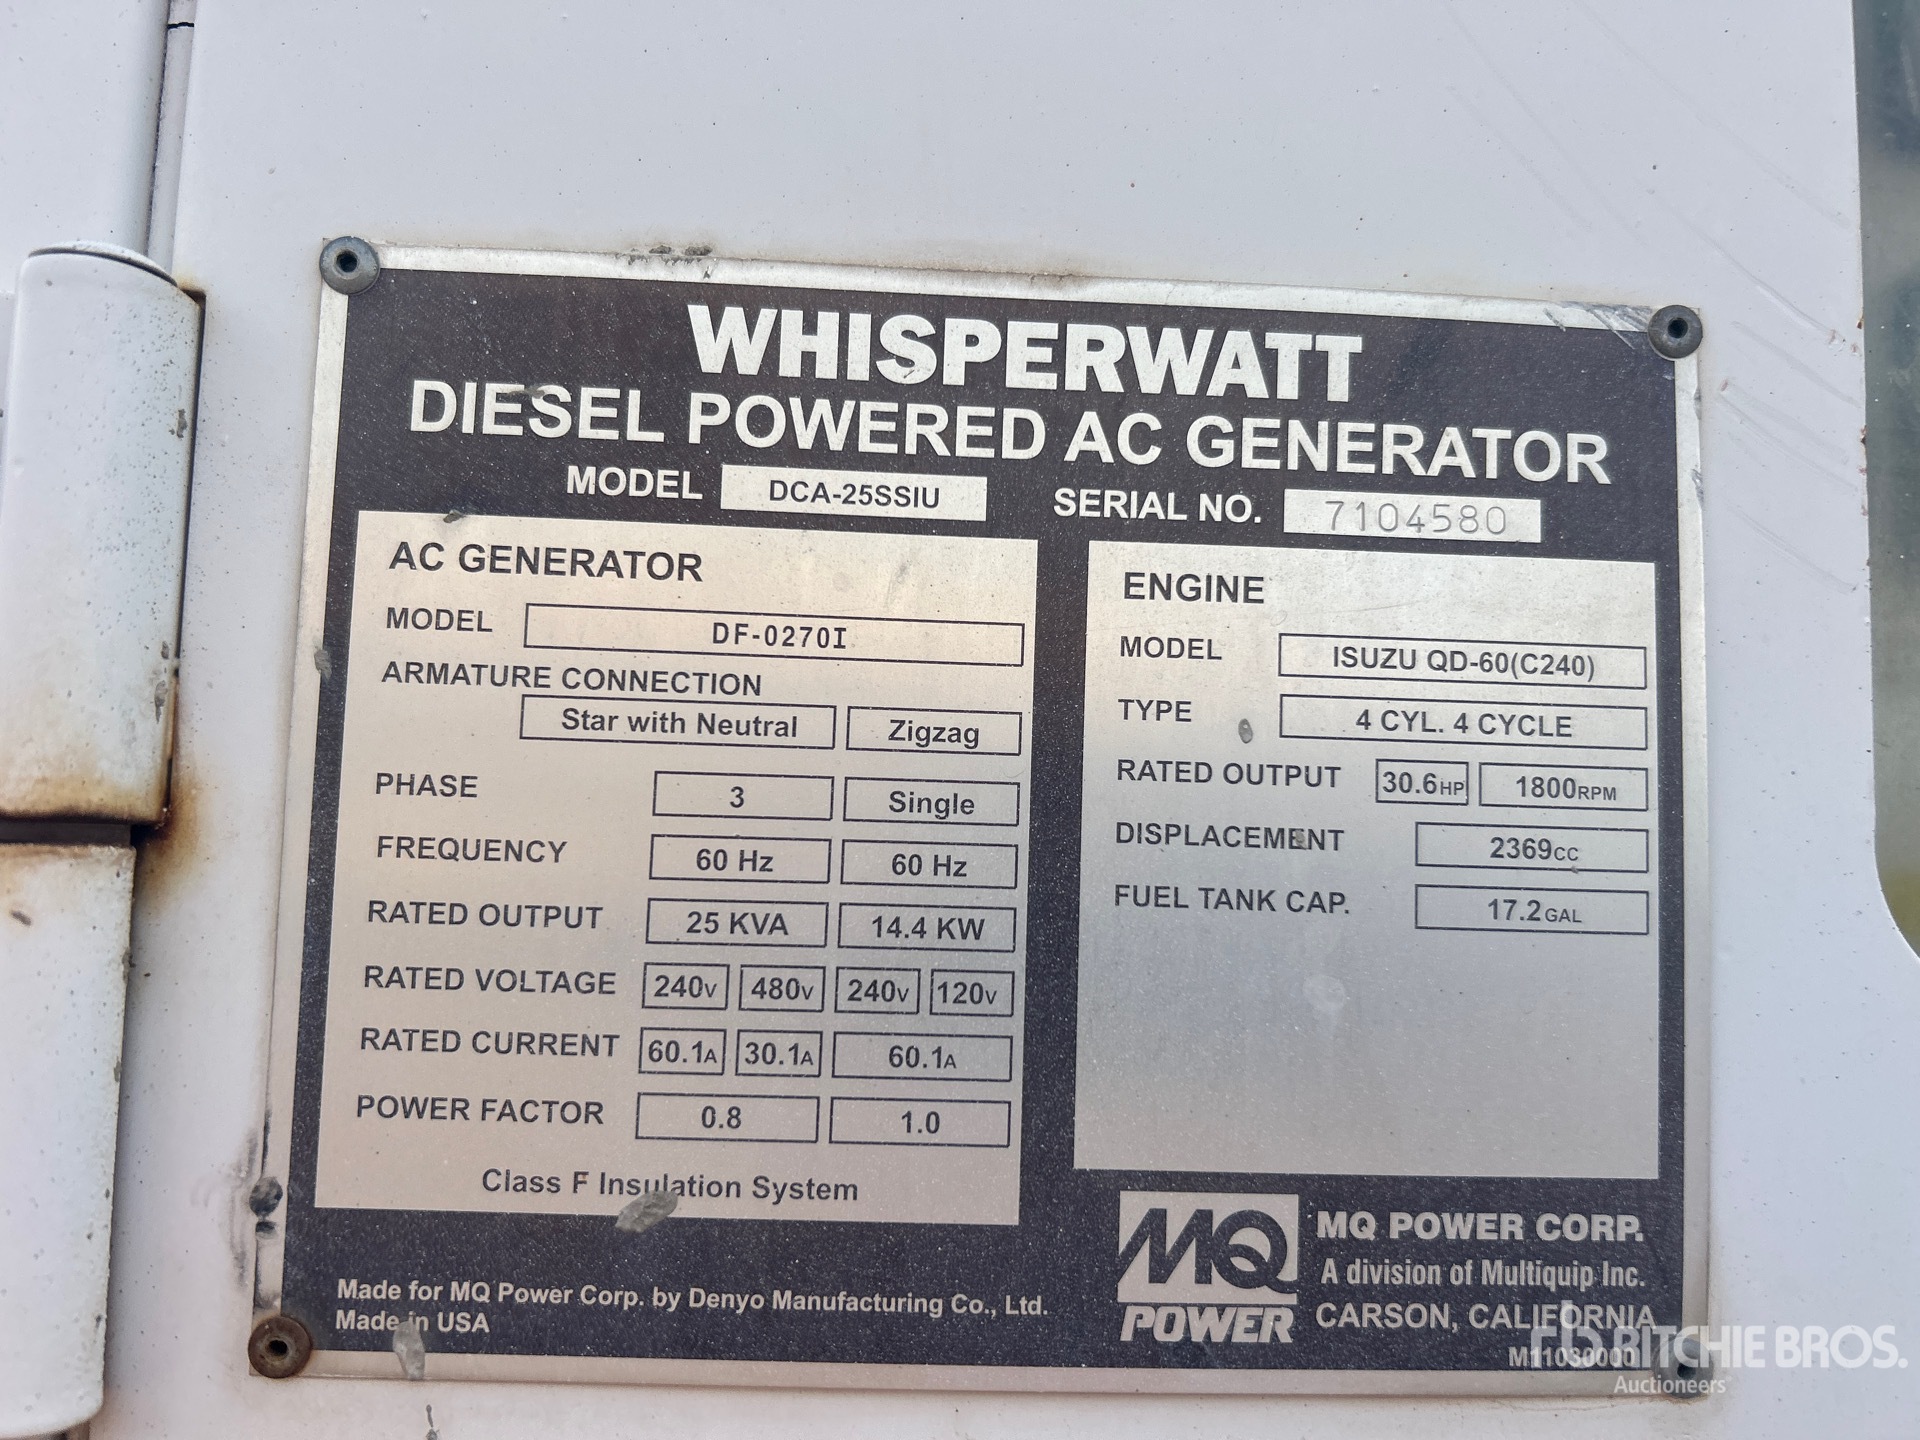 WHISPERWATT
DIESEL POWERED AC GENERATOR
MODEL DCA-25SSIU SERIAL NO. 7104580
AC GENERATOR
MODEL DF-0270I
ARMATURE CONNECTION
Star with Neutral Zigzag
PHASE 3 Single
FREQUENCY 60 Hz 60 Hz
RATED OUTPUT 25 KVA 14.4 KW
RATED VOLTAGE 240V 480V 240V 120V
RATED CURRENT 60.1A 30.1A 60.1A
POWER FACTOR 0.8 1.0
Class F Insulation System
ENGINE
MODEL ISUZU QD-60(C240)
TYPE 4 CYL. 4 CYCLE
RATED OUTPUT 30.6HP 1800RPM
DISPLACEMENT 2369CC
FUEL TANK CAP. 17.2GAL
Made for MQ Power Corp. by Denyo Manufacturing Co., Ltd.
Made in USA
MQ
POWER
MQ POWER CORP.
A division of Multiquip Inc.
CARSON, CALIFORNIA
M11030000
rb RITCHIE BROS.
Auctioneers